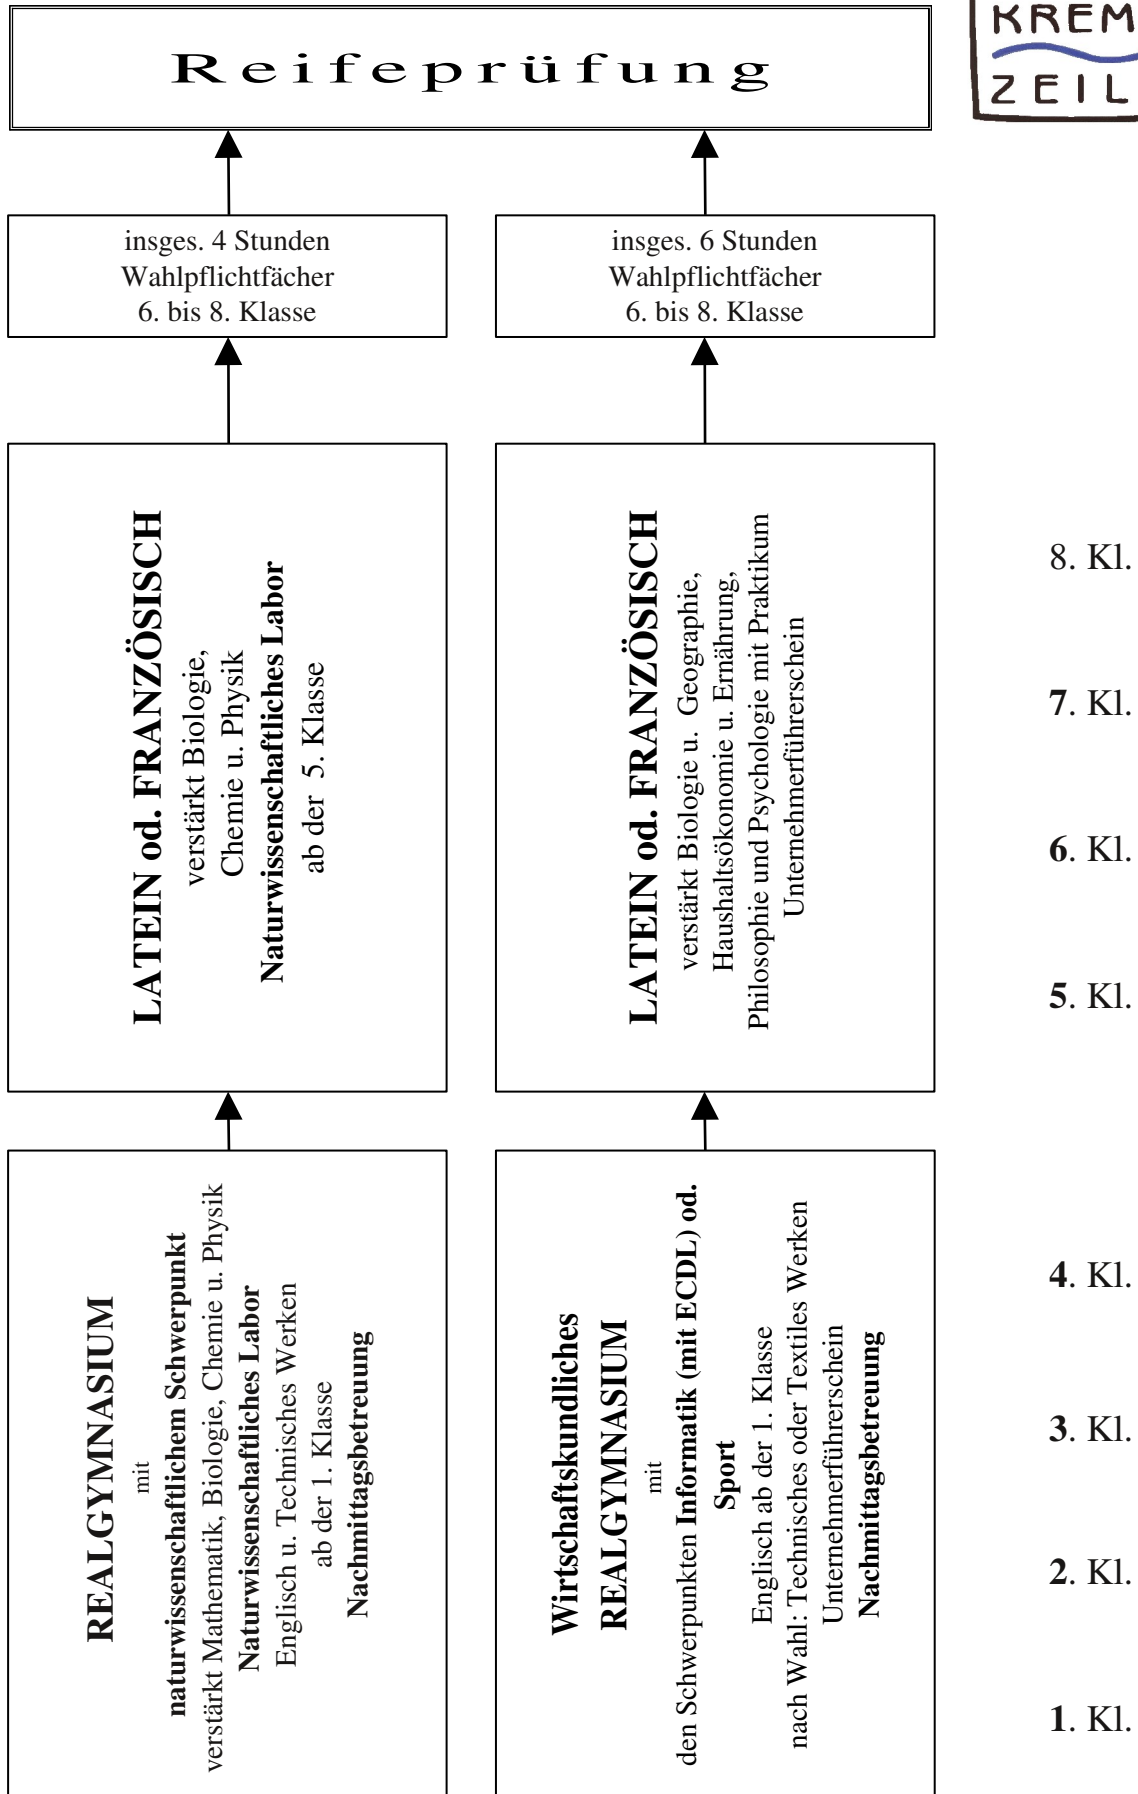 Reifeprüfung
KREM
ZEIL
insges. 4 Stunden
Wahlpflichtfächer
6. bis 8. Klasse
insges. 6 Stunden
Wahlpflichtfächer
6. bis 8. Klasse
LATEIN od. FRANZÖSISCH
verstärkt Biologie,
Chemie u. Physik
Naturwissenschaftliches Labor
ab der 5. Klasse
LATEIN od. FRANZÖSISCH
verstärkt Biologie u. Geographie,
Haushaltsökonomie u. Ernährung,
Philosophie und Psychologie mit Praktikum
Unternehmerführerschein
8. Kl.
7. Kl.
6. Kl.
5. Kl.
REALGYMNASIUM
mit
naturwissenschaftlichem Schwerpunkt
verstärkt Mathematik, Biologie, Chemie u. Physik
Naturwissenschaftliches Labor
Englisch u. Technisches Werken
ab der 1. Klasse
Nachmittagsbetreuung
Wirtschaftskundliches
REALGYMNASIUM
mit
den Schwerpunkten Informatik (mit ECDL) od.
Sport
Englisch ab der 1. Klasse
nach Wahl: Technisches oder Textiles Werken
Unternehmerführerschein
Nachmittagsbetreuung
4. Kl.
3. Kl.
2. Kl.
1. Kl.